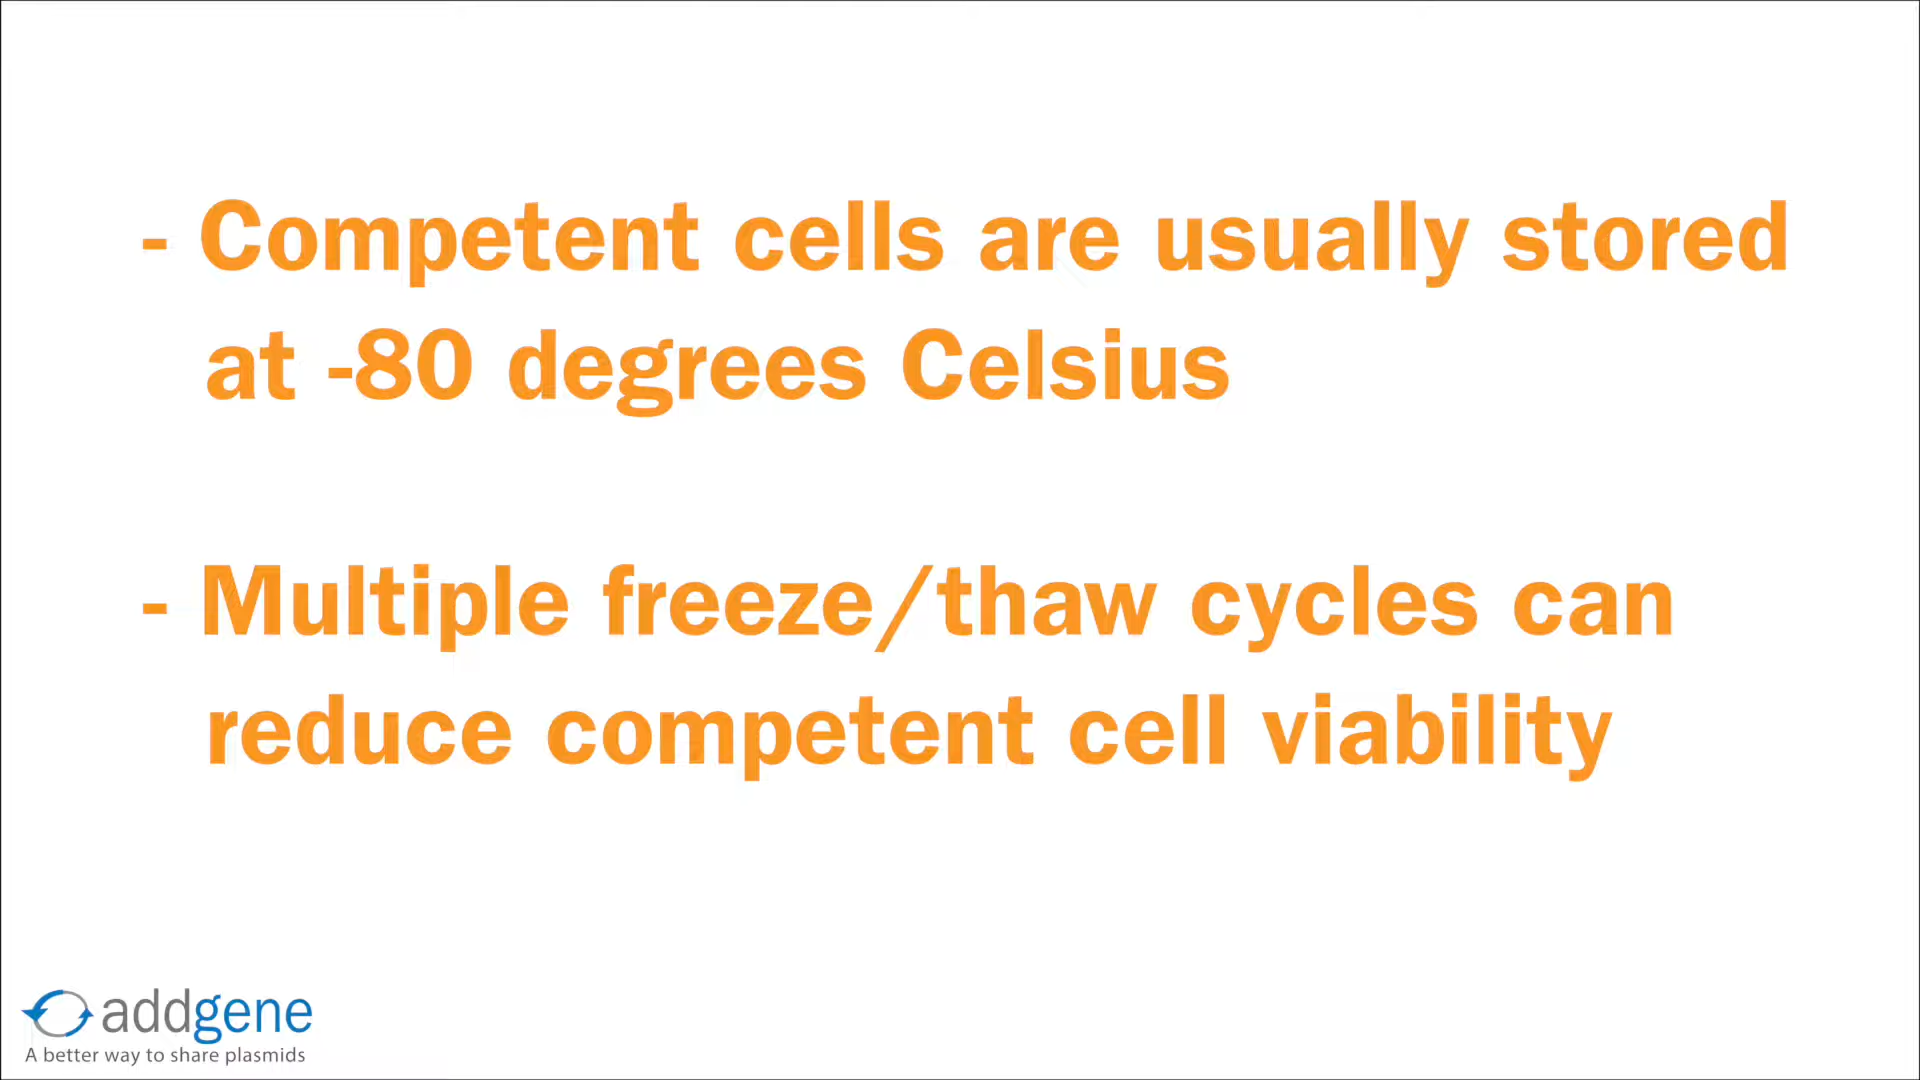 - Competent cells are usually stored
at -80 degrees Celsius
- Multiple freeze/thaw cycles can
reduce competent cell viability
addgene
A better way to share plasmids